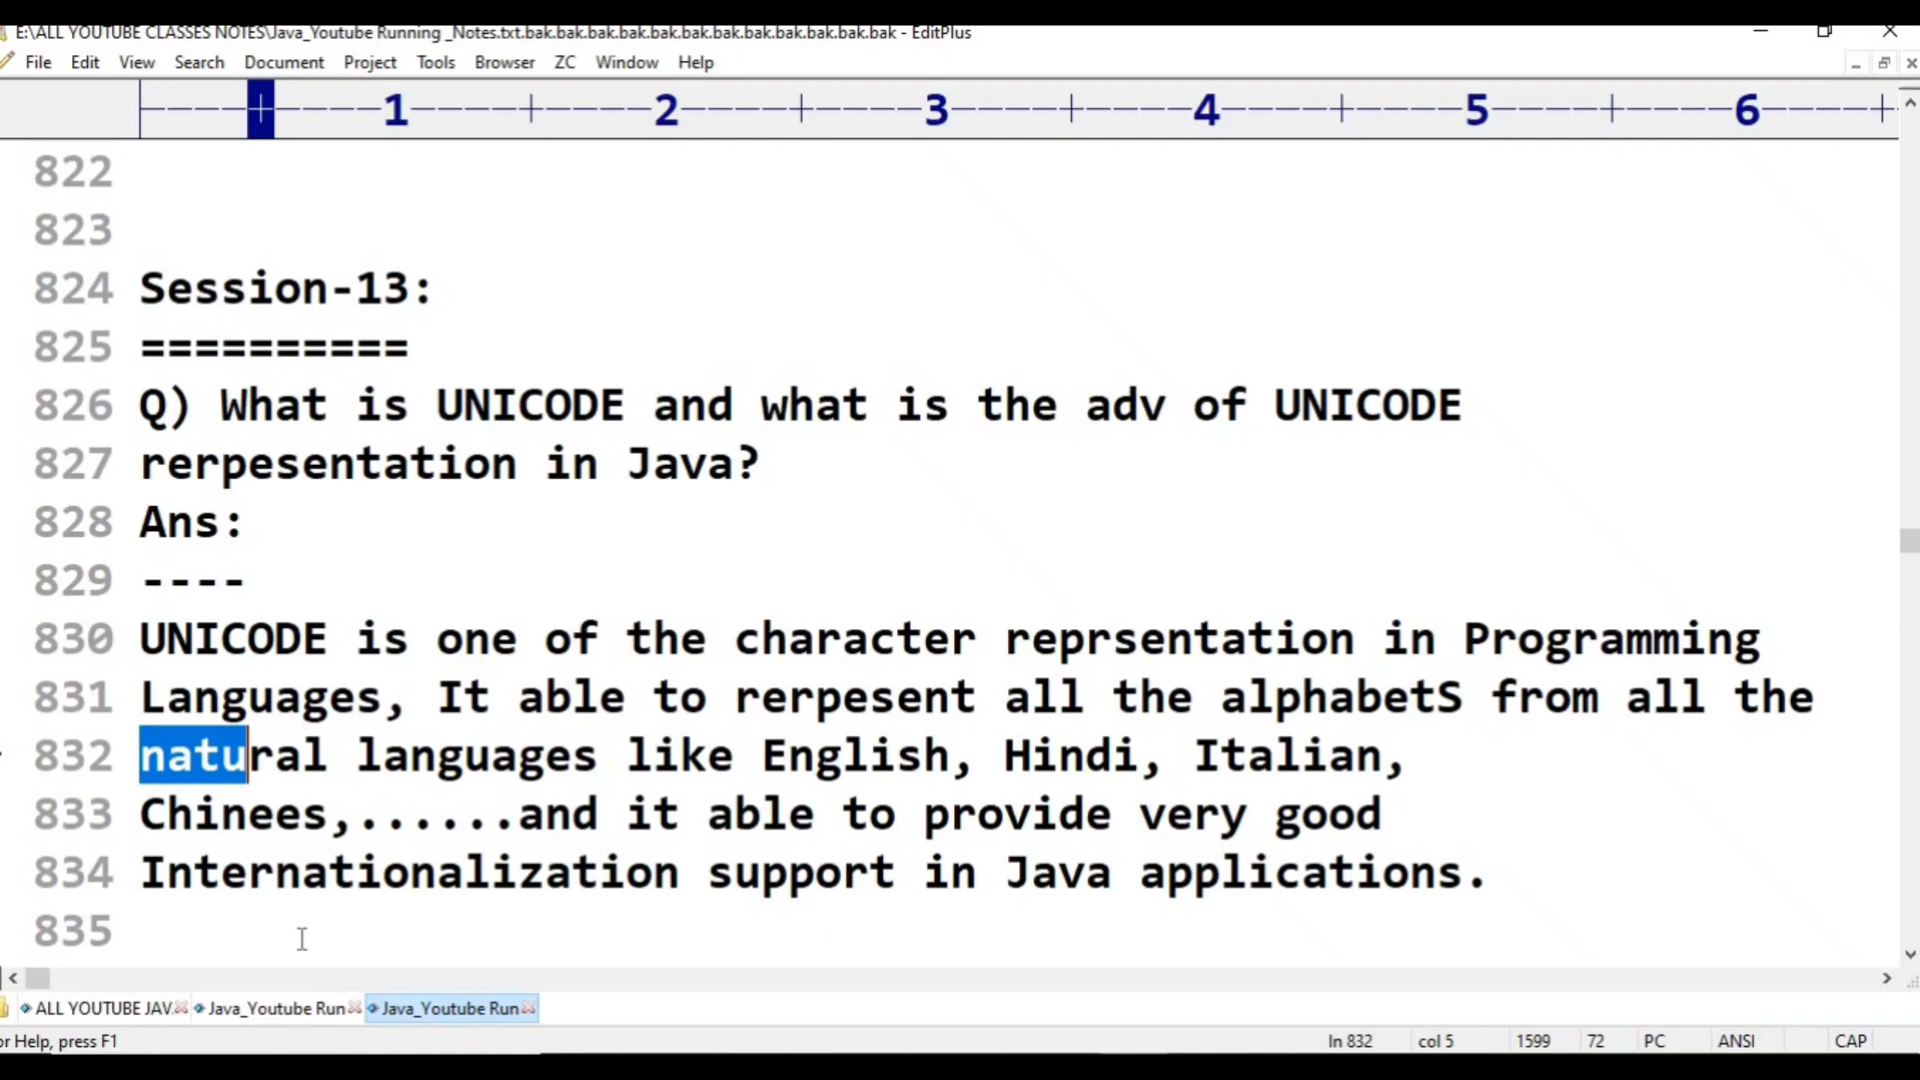 E:\ALL YOUTUBE CLASSES NOTES\Java_Youtube Running _Notes.txt.bak.bak.bak.bak.bak.bak.bak.bak.bak.bak.bak.bak - EditPlus
File Edit View Search Document Project Tools Browser ZC Window Help
1 2 3 4 5 6
822
823
824 Session-13:
825 ==========
826 Q) What is UNICODE and what is the adv of UNICODE
827 rerpesentation in Java?
828 Ans:
829 ----
830 UNICODE is one of the character reprsentation in Programming
831 Languages, It able to rerpesent all the alphabetS from all the
832 natural languages like English, Hindi, Italian,
833 Chinees,......and it able to provide very good
834 Internationalization support in Java applications.
835
ALL YOUTUBE JAV Java_Youtube Run Java_Youtube Run
or Help, press F1 ln 832 col 5 1599 72 PC ANSI CAP